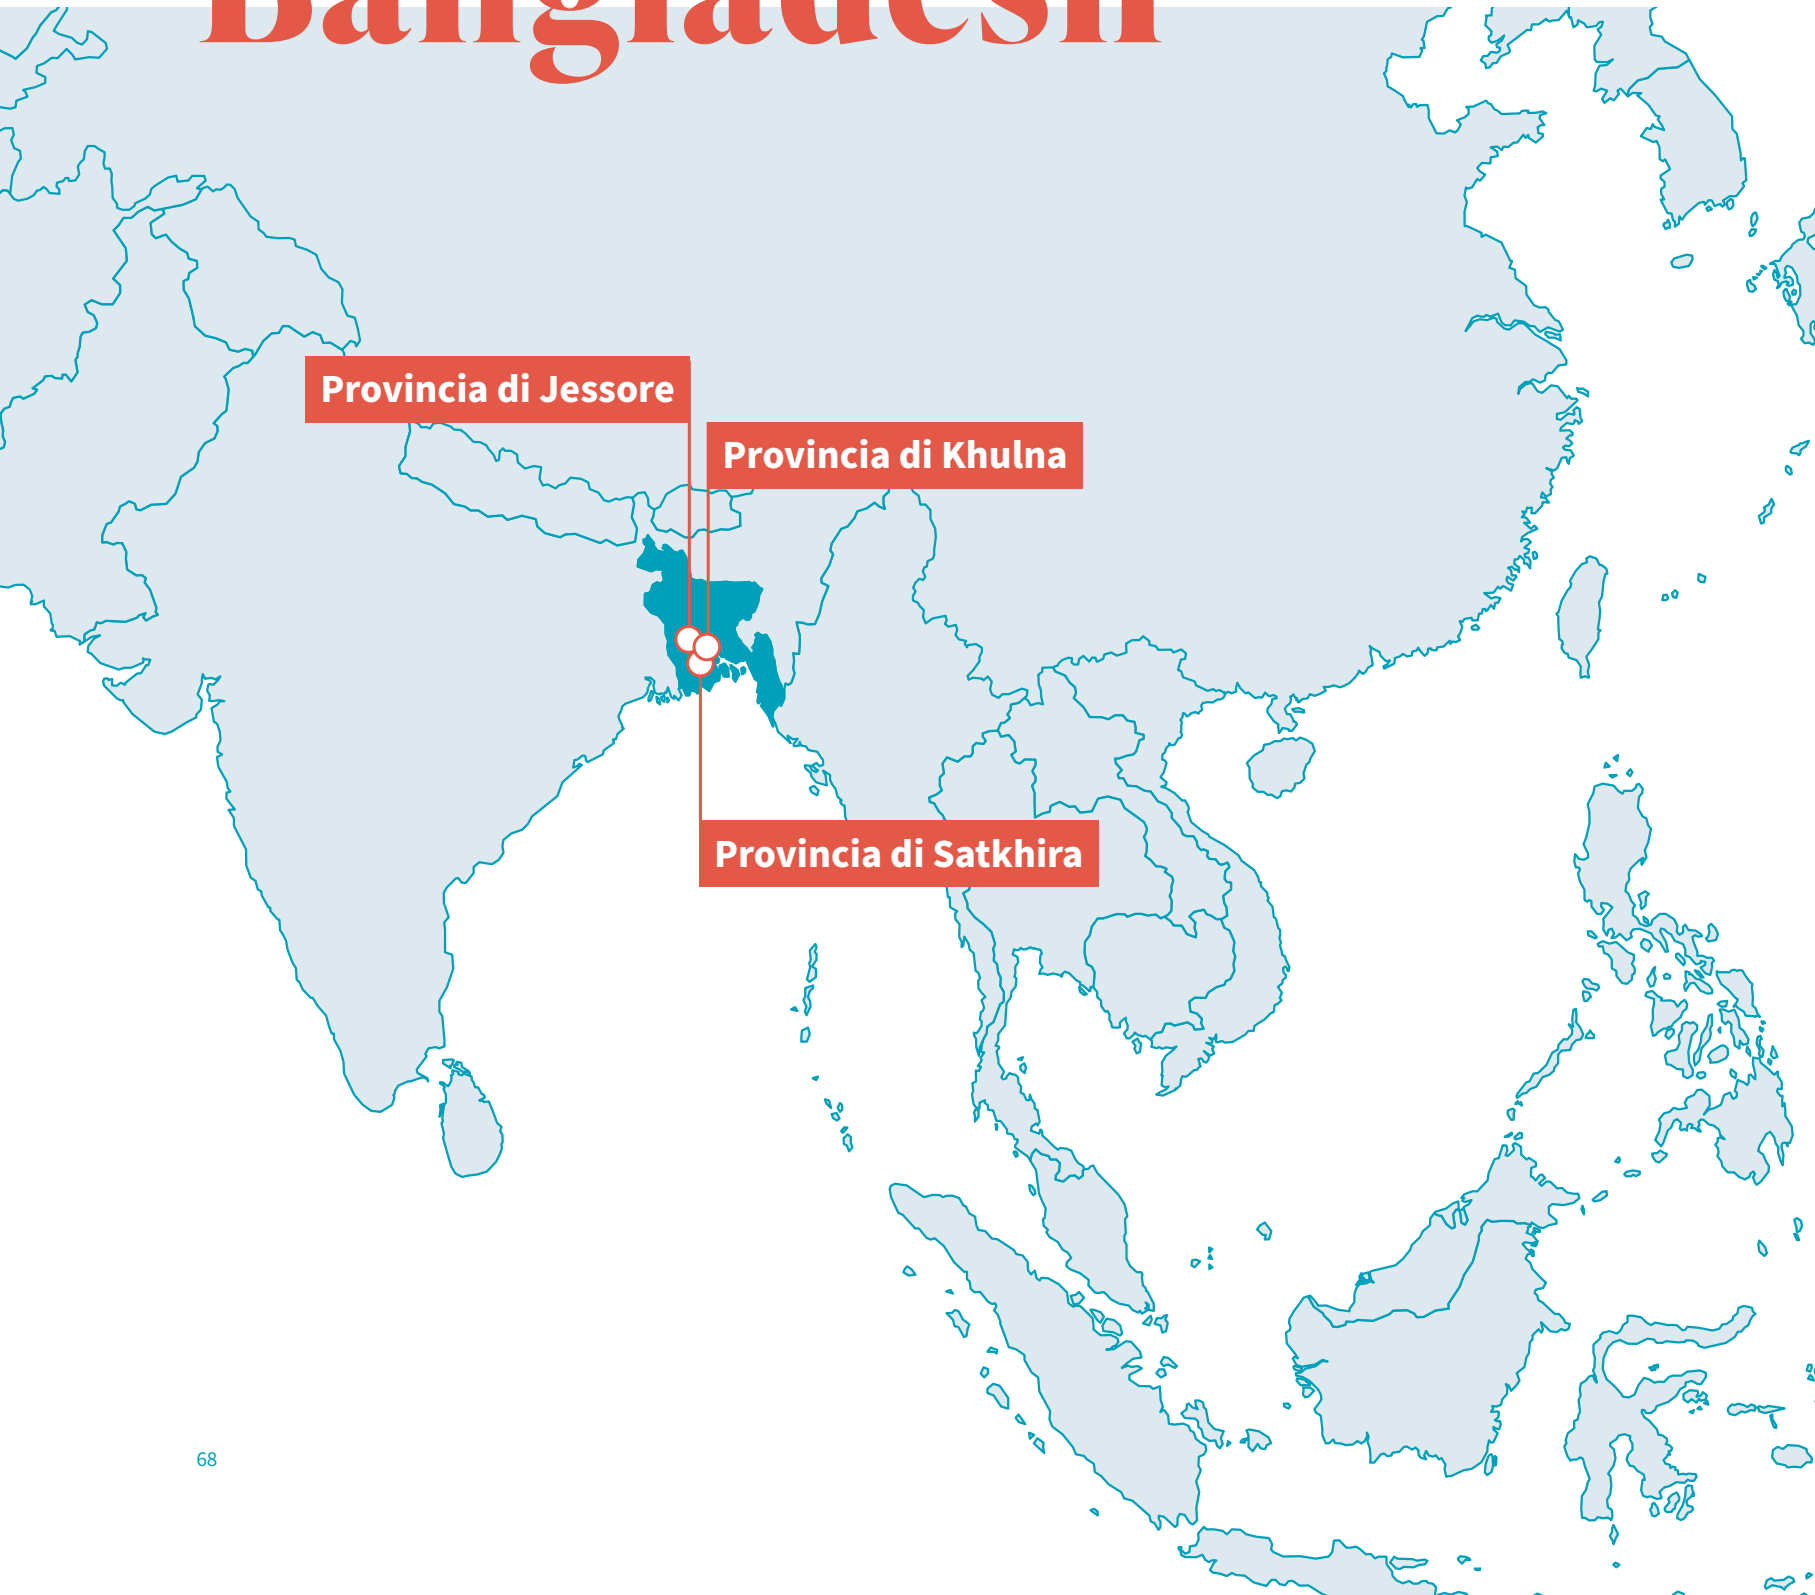 Bangladesh
Provincia di Jessore
Provincia di Khulna
Provincia di Satkhira
68